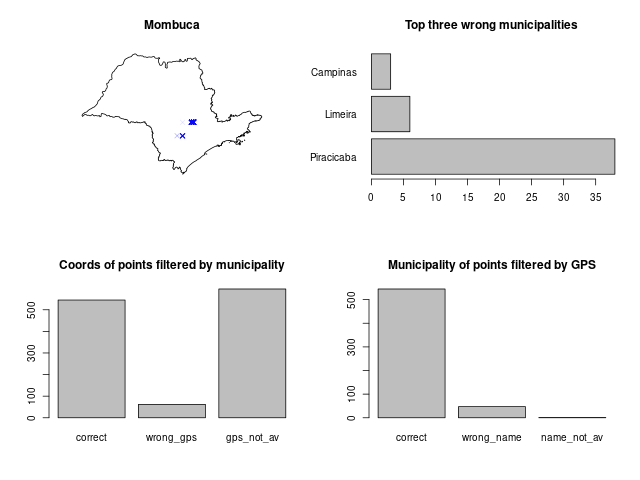 Mombuca
Top three wrong municipalities
Campinas
Limeira
Piracicaba
0 5 10 15 20 25 30 35
Coords of points filtered by municipality
0 100 300 500
correct wrong_gps gps_not_av
Municipality of points filtered by GPS
0 100 300 500
correct wrong_name name_not_av